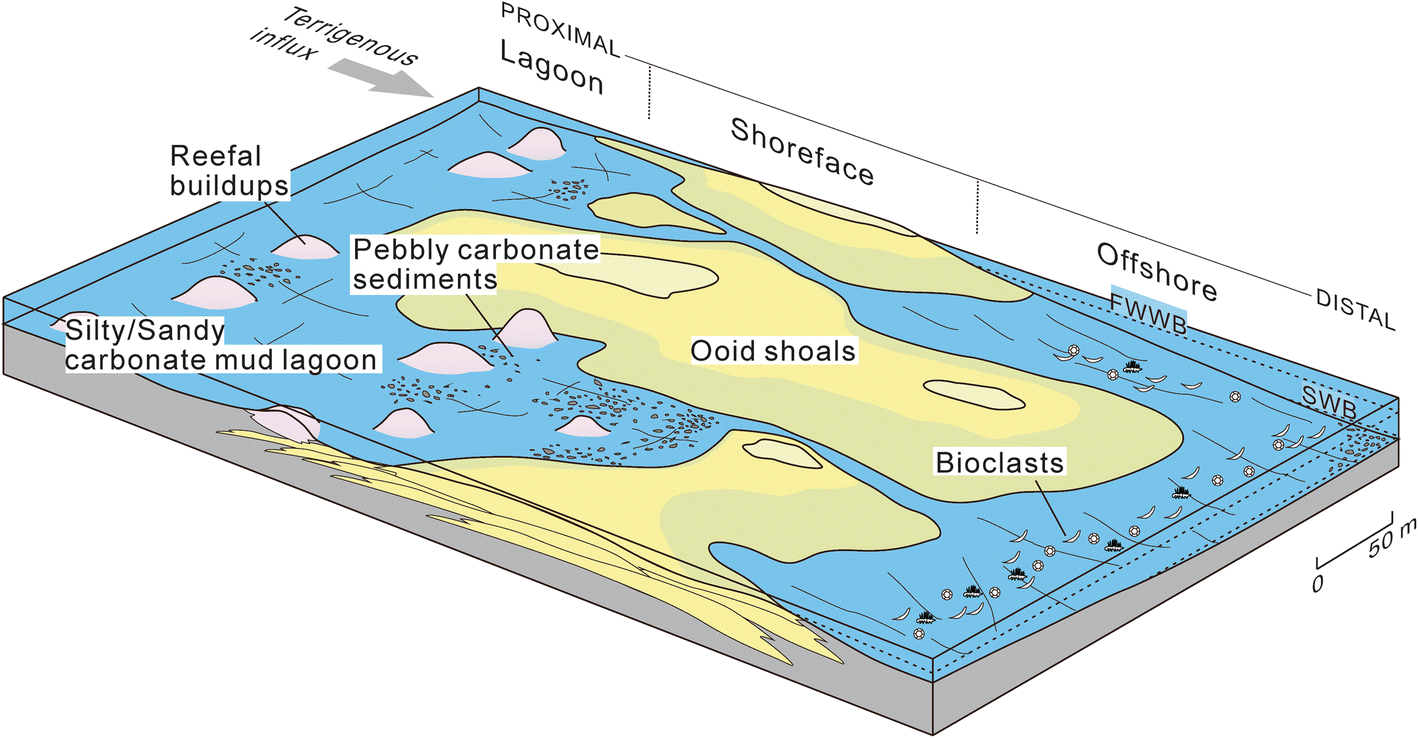 Terrigenous
influx
PROXIMAL
Lagoon
Shoreface
Offshore
DISTAL
FWWB
SWB
Reefal
buildups
Pebbly carbonate
sediments
Silty/Sandy
carbonate mud lagoon
Ooid shoals
Bioclasts
0 50 m